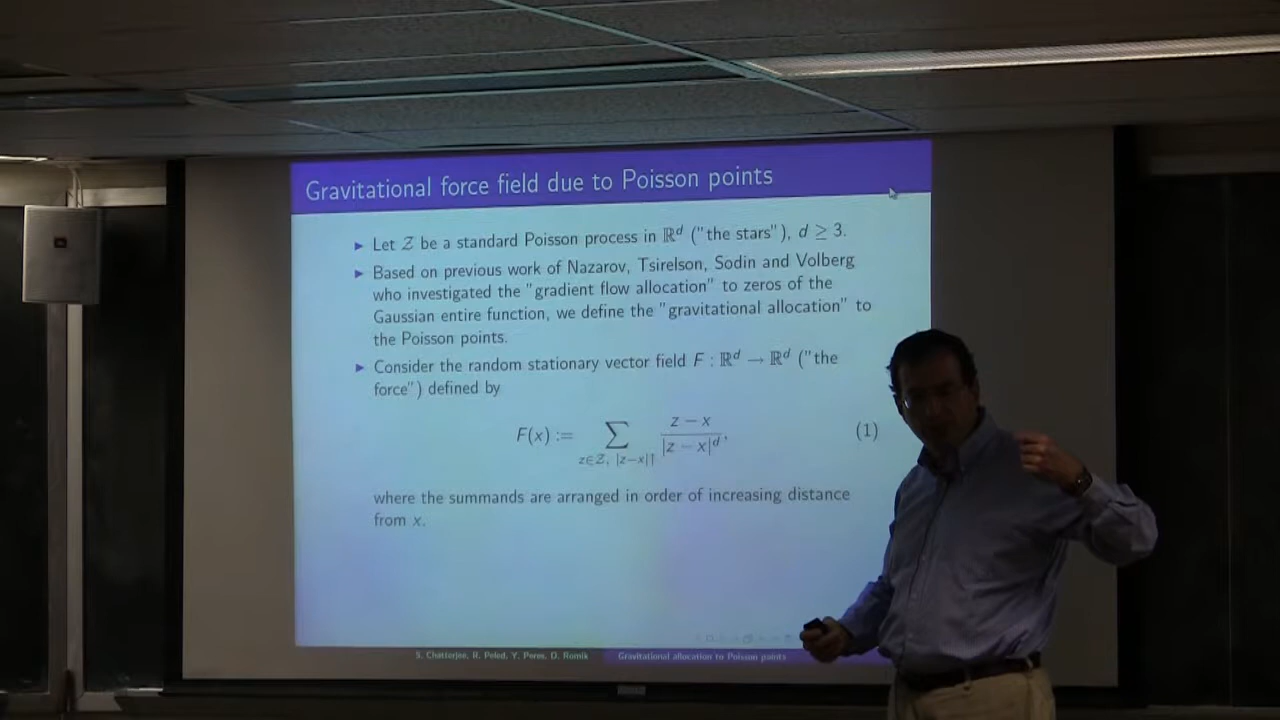 Gravitational force field due to Poisson points
▶ Let Z be a standard Poisson process in ℝᵈ ("the stars"), d ≥ 3.
▶ Based on previous work of Nazarov, Tsirelson, Sodin and Volberg
who investigated the "gradient flow allocation" to zeros of the
Gaussian entire function, we define the "gravitational allocation" to
the Poisson points.
▶ Consider the random stationary vector field F : ℝᵈ → ℝᵈ ("the
force") defined by
F(x) := ∑_{z∈Z, |z−x|↑} (z − x)/|z − x|ᵈ, (1)
where the summands are arranged in order of increasing distance
from x.
S. Chatterjee, R. Peled, Y. Peres, D. Romik Gravitational allocation to Poisson points